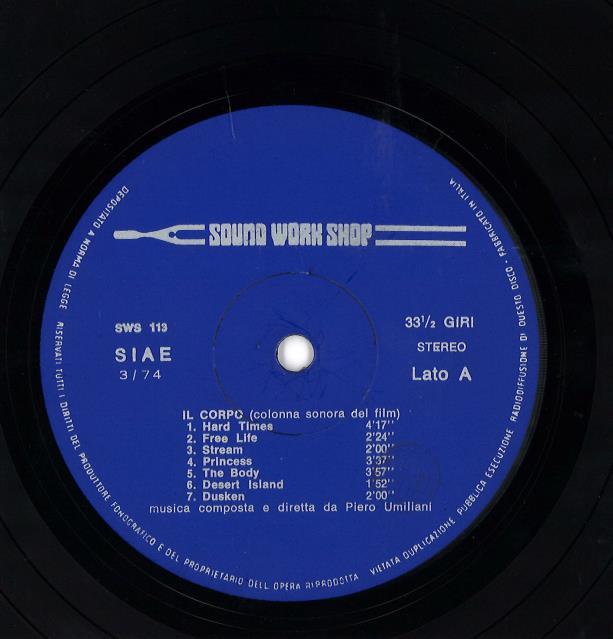 SOUND WORK SHOP
SWS 113
SIAE
3/74
33 1/2 GIRI
STEREO
Lato A
IL CORPO (colonna sonora del film)
1. Hard Times 4'17''
2. Free Life 2'24''
3. Stream 2'00''
4. Princess 3'37''
5. The Body 3'57''
6. Desert Island 1'52''
7. Dusken 2'00''
musica composta e diretta da Piero Umiliani
DEPOSITATO A NORMA DI LEGGE RISERVATI TUTTI I DIRITTI DEL PRODUTTORE FONOGRAFICO E DEL PROPRIETARIO DELL OPERA RIPRODOTTA VIETATA DUPLICAZIONE PUBBLICA ESECUZIONE RADIODIFFUSIONE DI QUESTO DISCO - FABBRICATO IN ITALIA